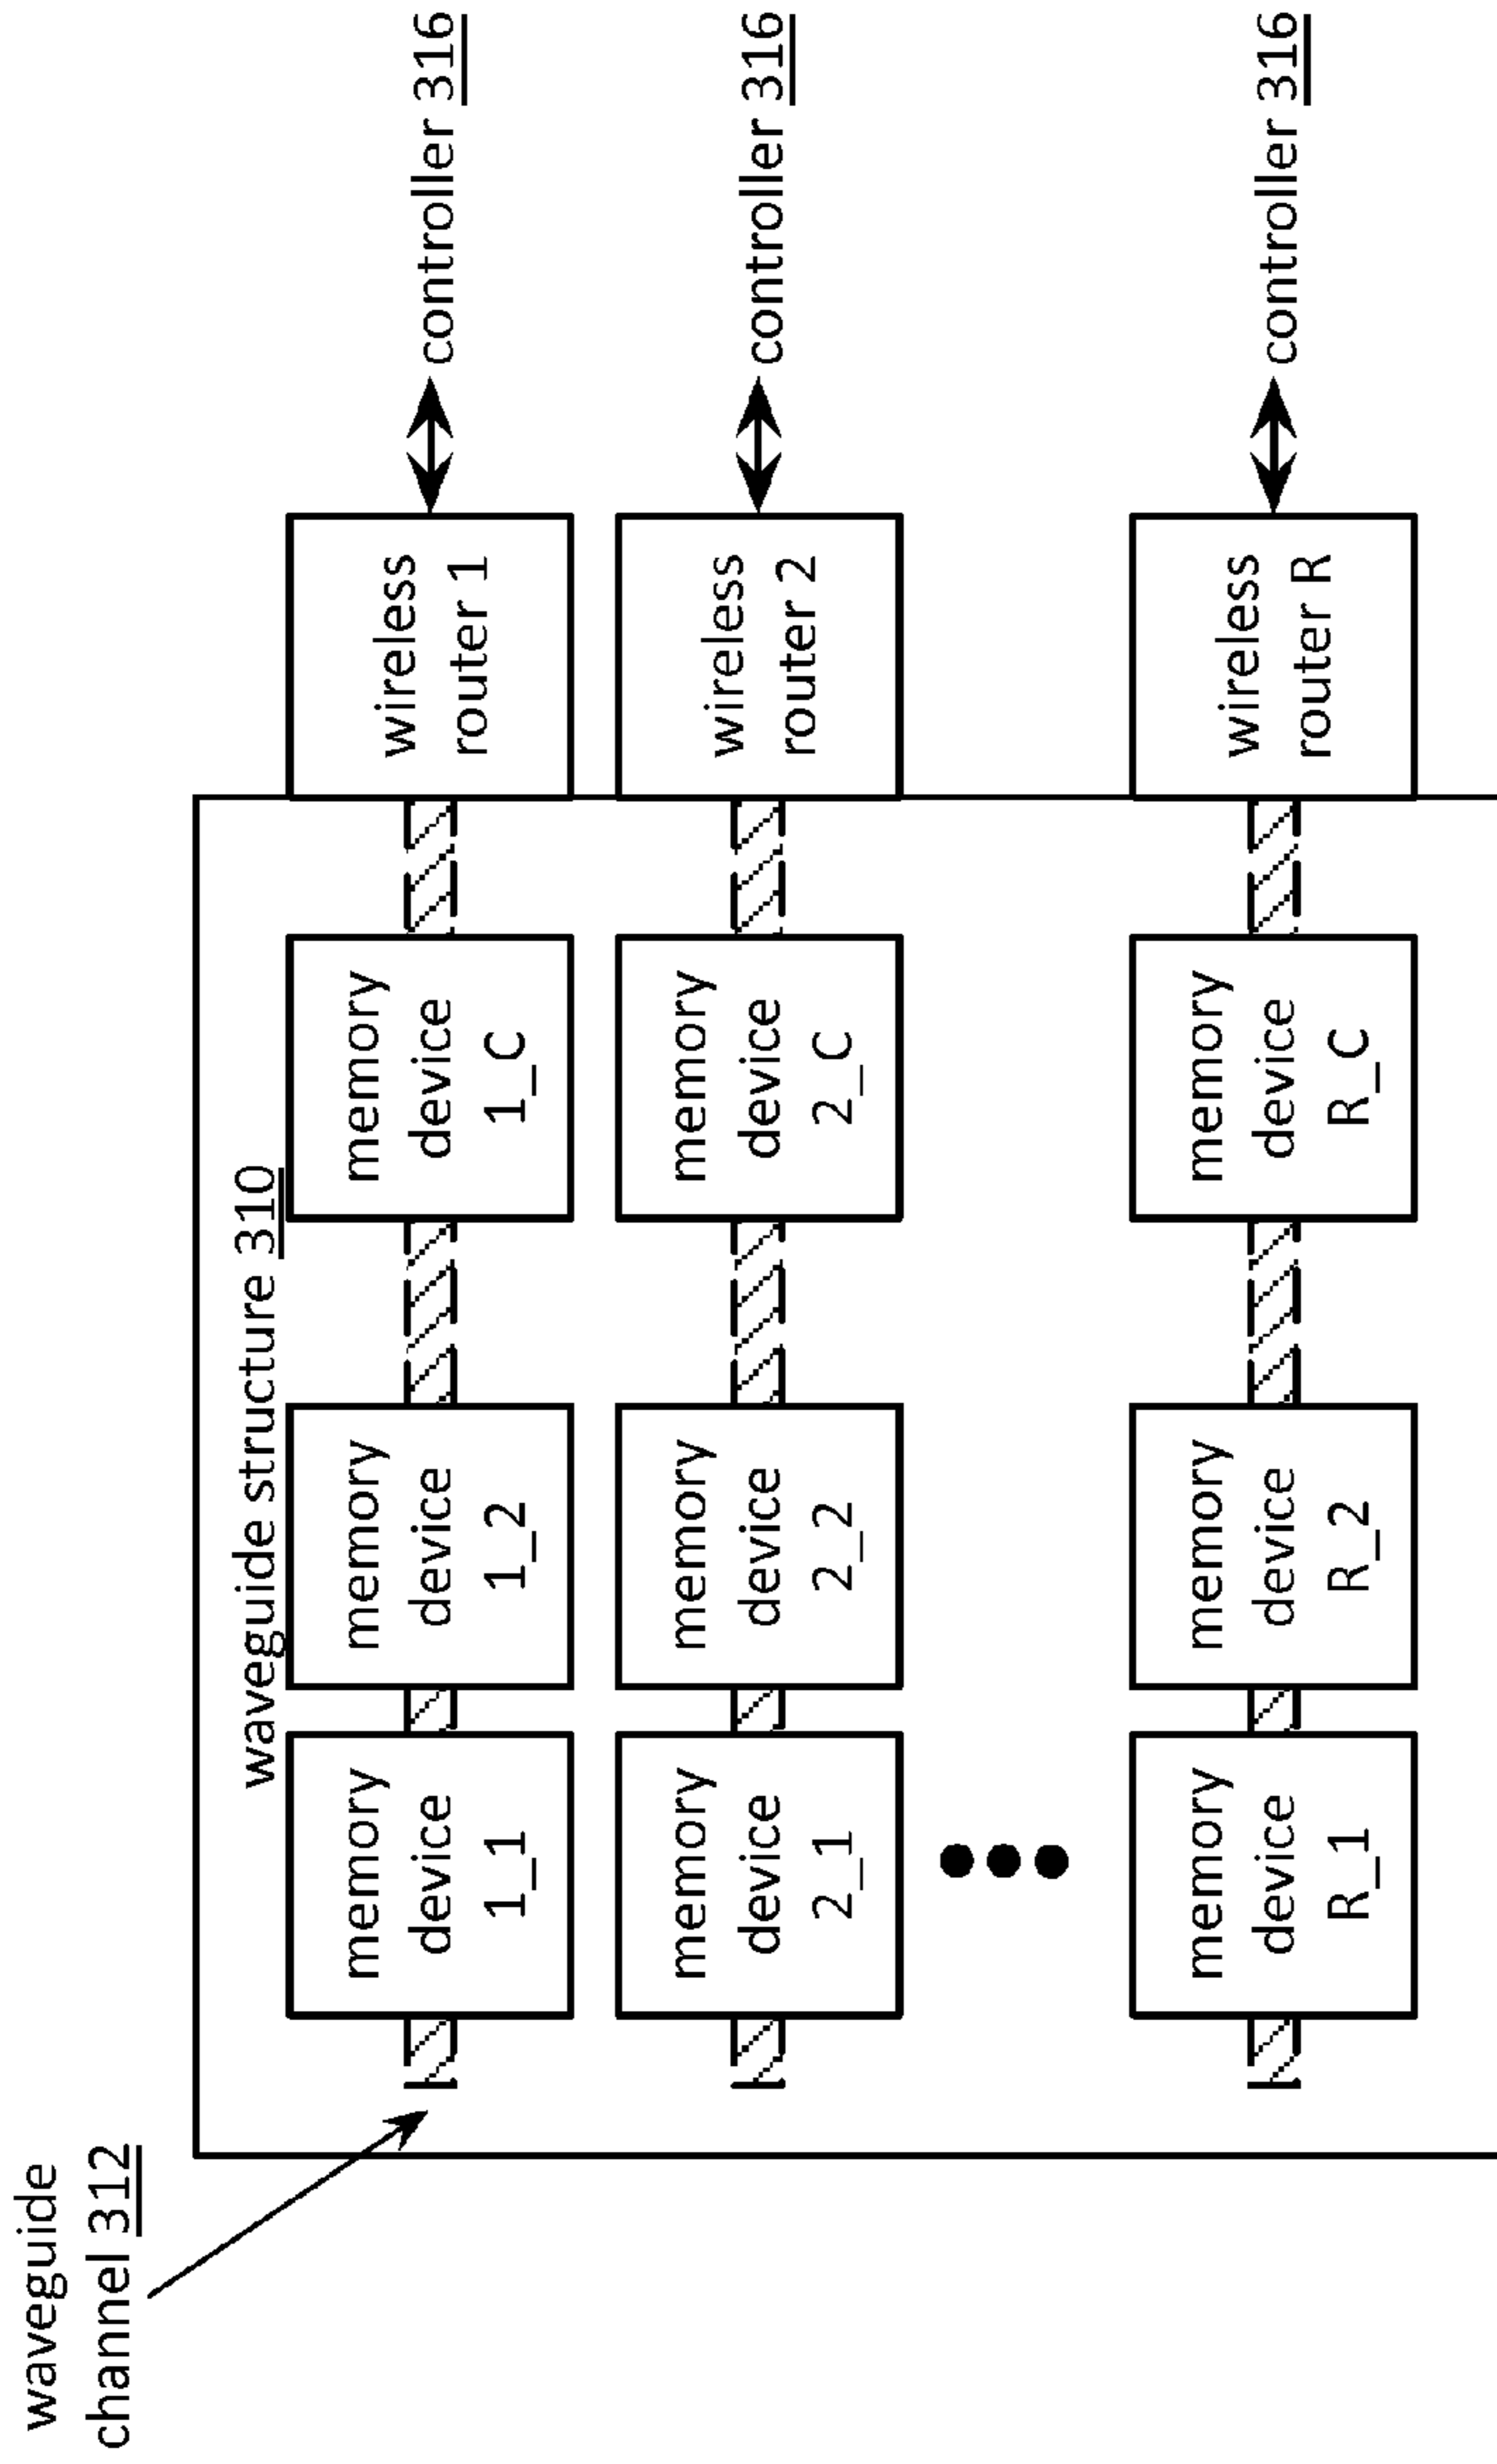 waveguide
channel 312
waveguide structure 310
memory
device
1_1
memory
device
1_2
memory
device
1_C
wireless
router 1
controller 316
memory
device
2_1
memory
device
2_2
memory
device
2_C
wireless
router 2
controller 316
memory
device
R_1
memory
device
R_2
memory
device
R_C
wireless
router R
controller 316